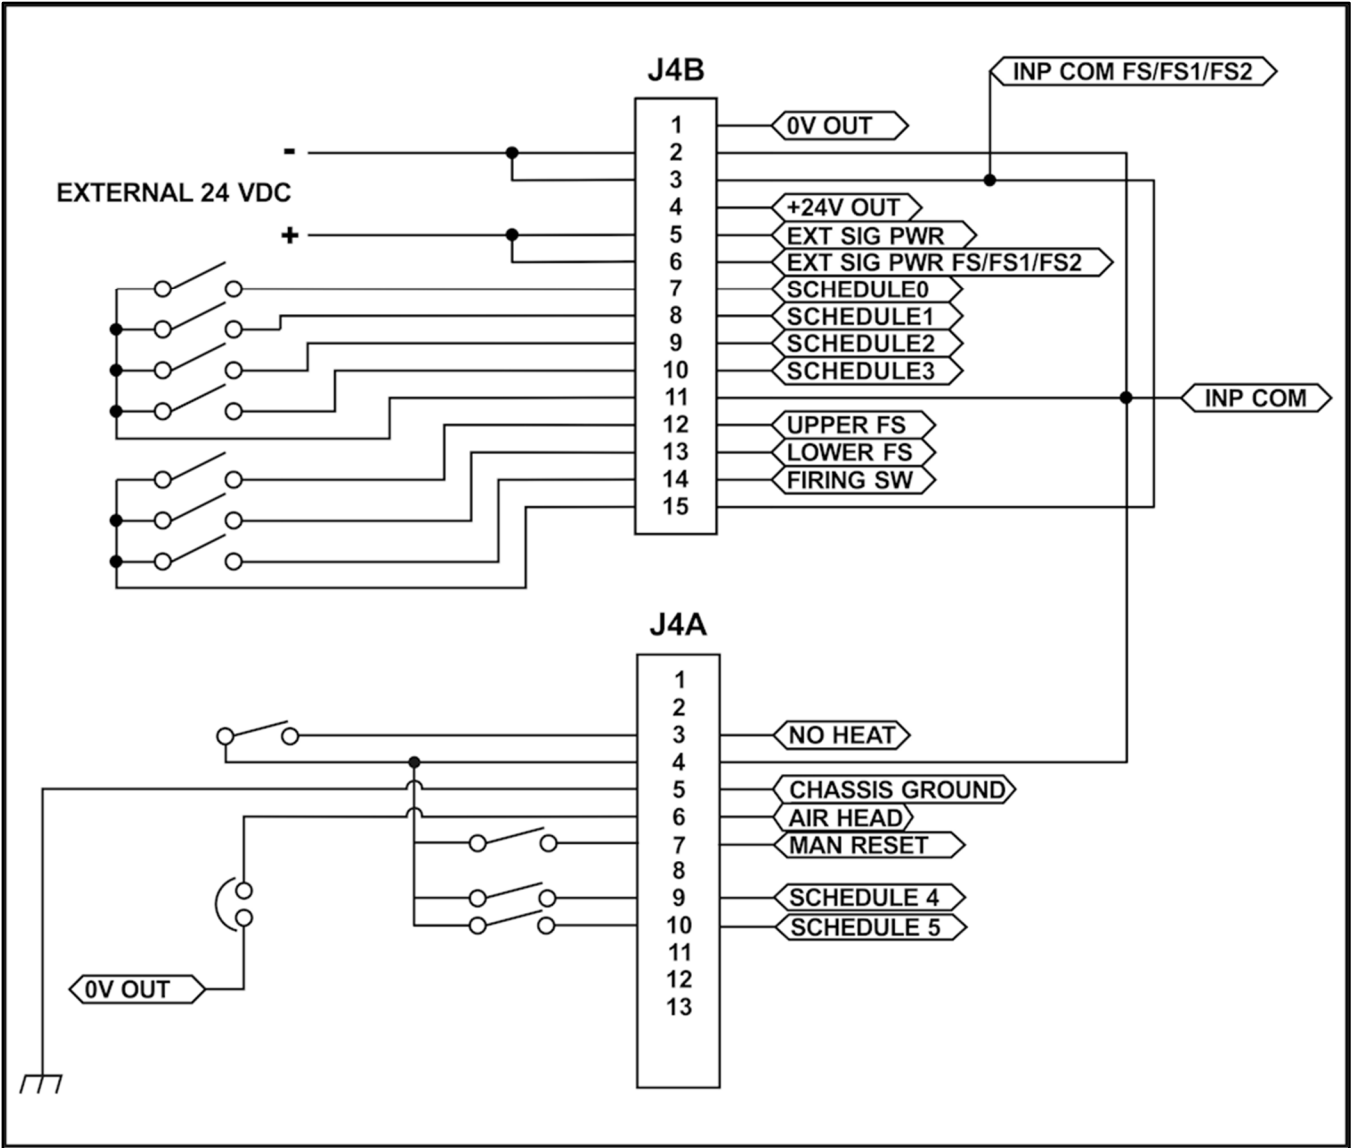 J4B
INP COM FS/FS1/FS2
1
0V OUT
-
2
3
EXTERNAL 24 VDC
4
+24V OUT
+
5
EXT SIG PWR
6
EXT SIG PWR FS/FS1/FS2
7
SCHEDULE0
8
SCHEDULE1
9
SCHEDULE2
10
SCHEDULE3
11
INP COM
12
UPPER FS
13
LOWER FS
14
FIRING SW
15
J4A
1
2
3
NO HEAT
4
5
CHASSIS GROUND
6
AIR HEAD
7
MAN RESET
8
9
SCHEDULE 4
10
SCHEDULE 5
11
12
0V OUT
13